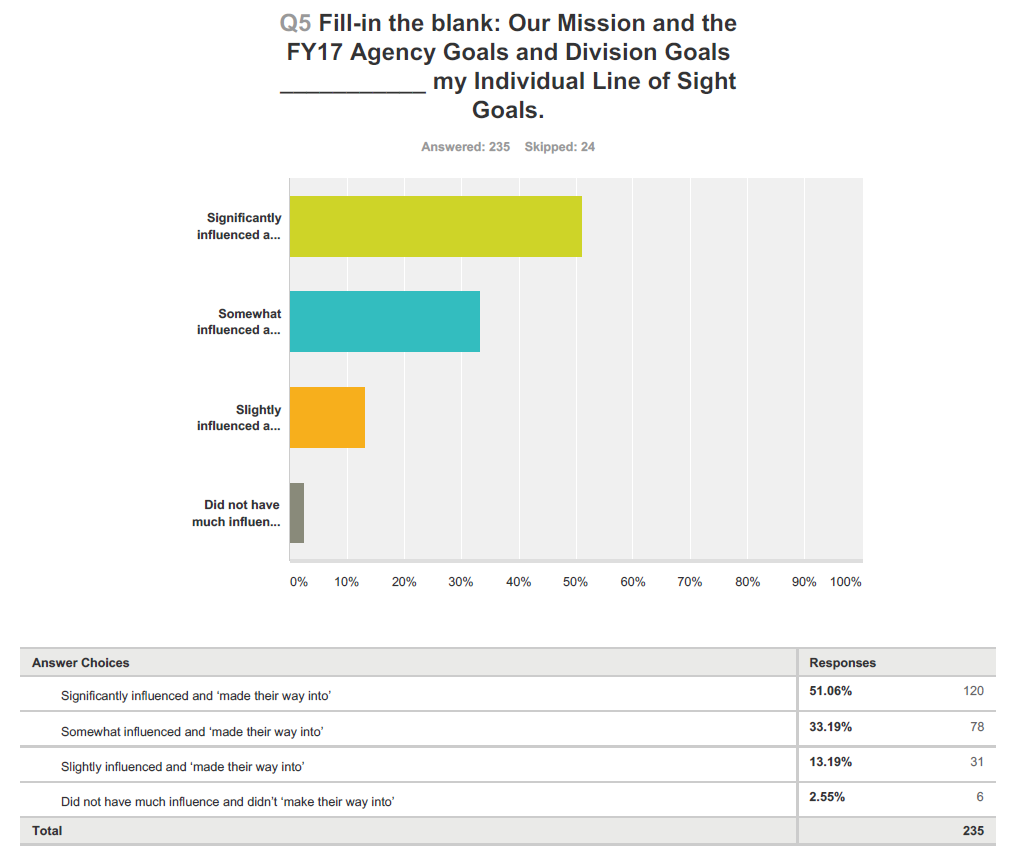 Q5 Fill-in the blank: Our Mission and the
FY17 Agency Goals and Division Goals
___________ my Individual Line of Sight
Goals.
Answered: 235 Skipped: 24
Significantly
influenced a...
Somewhat
influenced a...
Slightly
influenced a...
Did not have
much influen...
0% 10% 20% 30% 40% 50% 60% 70% 80% 90% 100%
Answer Choices Responses
Significantly influenced and ‘made their way into’ 51.06% 120
Somewhat influenced and ‘made their way into’ 33.19% 78
Slightly influenced and ‘made their way into’ 13.19% 31
Did not have much influence and didn’t ‘make their way into’ 2.55% 6
Total 235